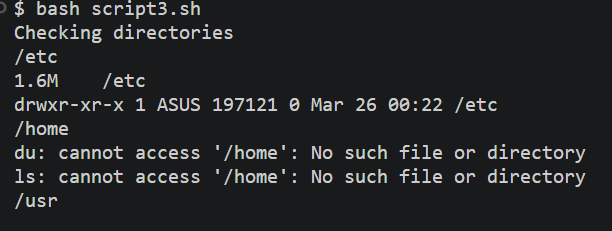 $ bash script3.sh
Checking directories
/etc
1.6M    /etc
drwxr-xr-x 1 ASUS 197121 0 Mar 26 00:22 /etc
/home
du: cannot access '/home': No such file or directory
ls: cannot access '/home': No such file or directory
/usr